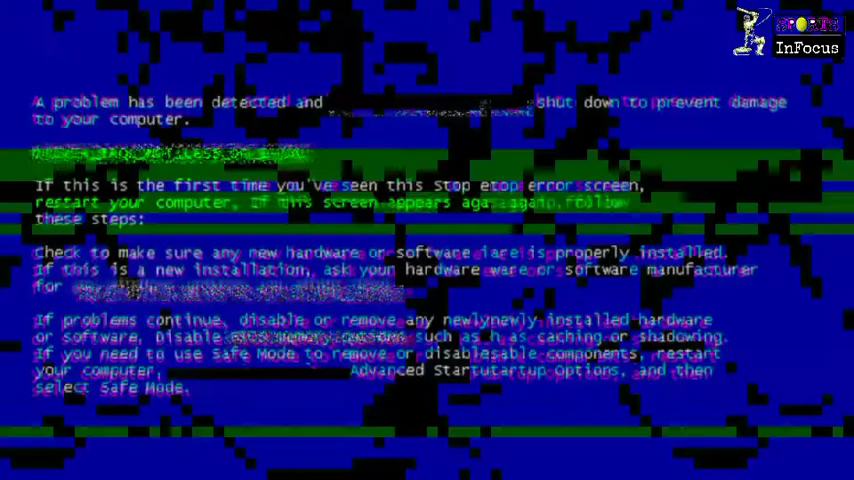 SPORTS
InFocus
A problem has been detected and shut down to prevent damage
to your computer.
If this is the first time you've seen this Stop etop error screen,
restart your computer, If this screen appears aga again, Follow
these steps:
Check to make sure any new hardware or software iare is properly installed.
If this is a new installation, ask your hardware ware or software manufacturer
for
If problems continue, disable or remove any newlynewly installed hardware
or software, Disable such as h as caching or shadowing.
If you need to use Safe Mode to remove or disablesable components, restart
your computer, Advanced Startutartup Options, and then
select Safe Mode.